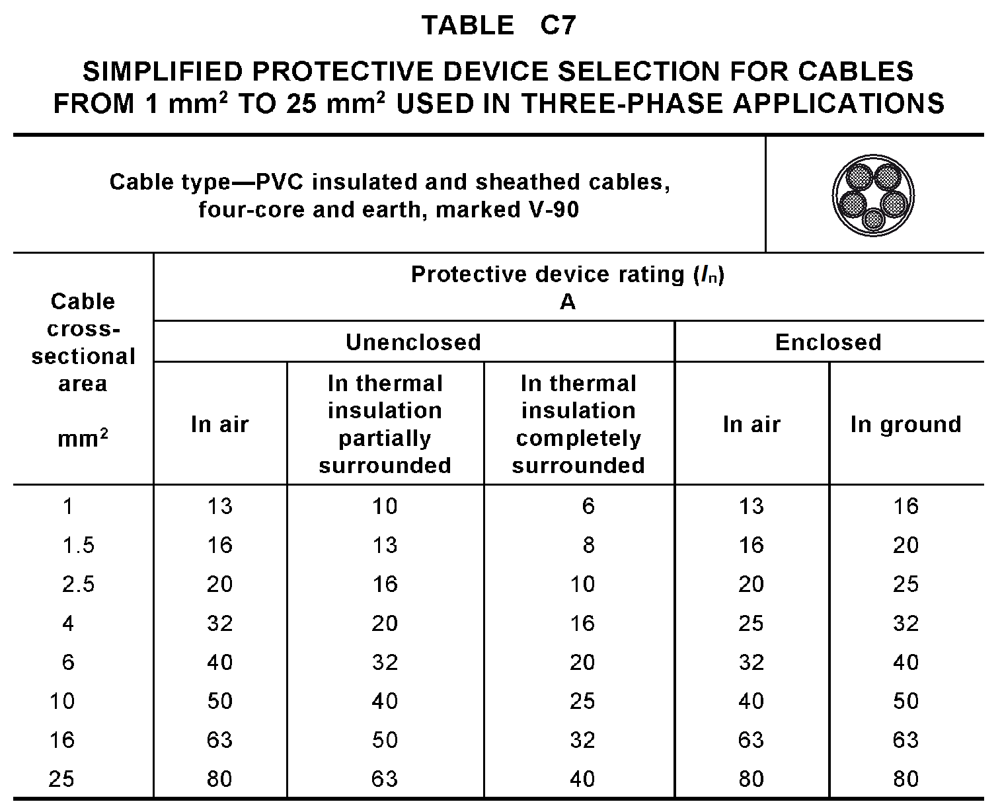 TABLE C7
SIMPLIFIED PROTECTIVE DEVICE SELECTION FOR CABLES
FROM 1 mm² TO 25 mm² USED IN THREE-PHASE APPLICATIONS
Cable type—PVC insulated and sheathed cables,
four-core and earth, marked V-90
Cable
cross-
sectional
area
mm²
Protective device rating (Iₙ)
A
Unenclosed
Enclosed
In air
In thermal
insulation
partially
surrounded
In thermal
insulation
completely
surrounded
In air
In ground
1 13 10 6 13 16
1.5 16 13 8 16 20
2.5 20 16 10 20 25
4 32 20 16 25 32
6 40 32 20 32 40
10 50 40 25 40 50
16 63 50 32 63 63
25 80 63 40 80 80